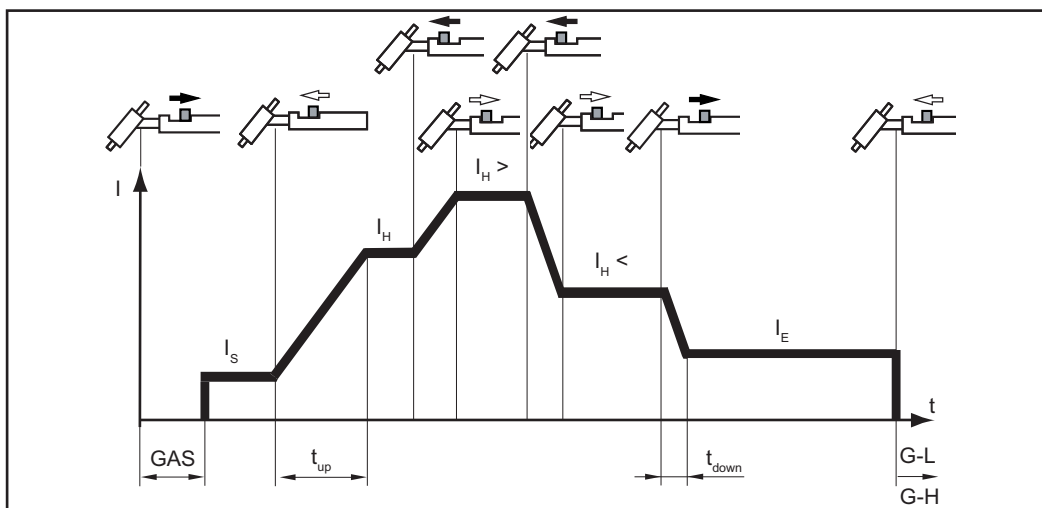 I
I_H >
I_H
I_H <
I_S
I_E
t
GAS
t_up
t_down
G-L
G-H